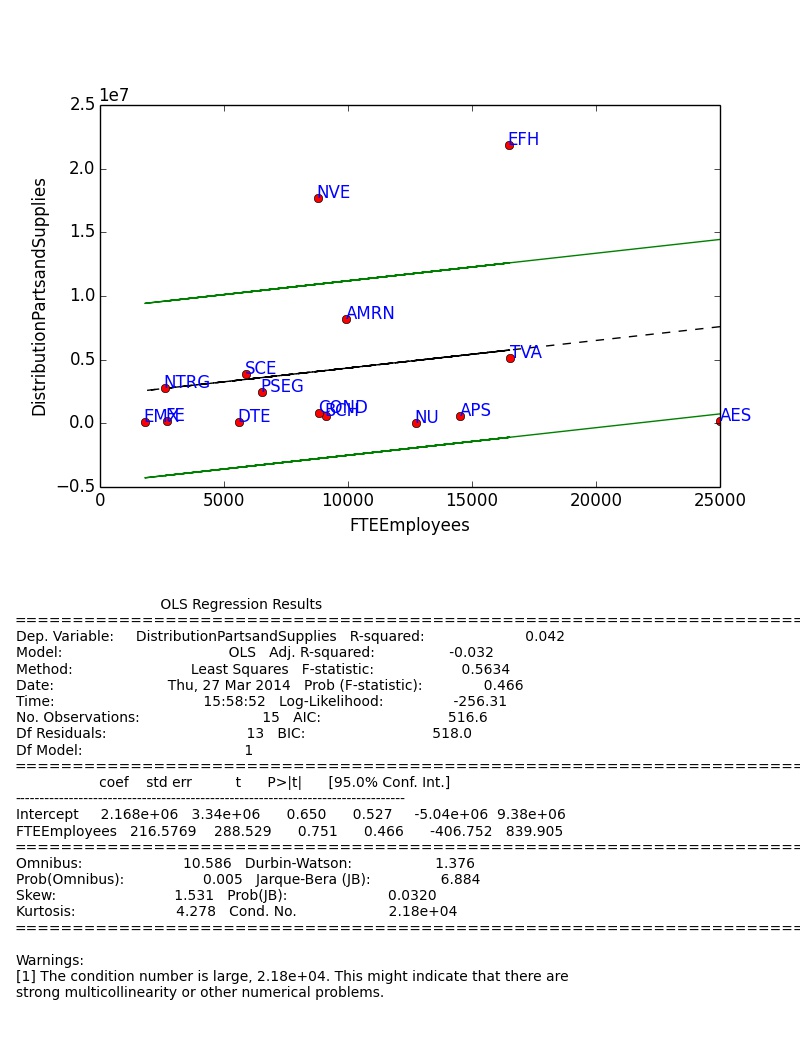 1e7
2.5
2.0
1.5
1.0
0.5
0.0
−0.5
DistributionPartsandSupplies
EFH
NVE
AMRN
TVA
SCE
NTRG
PSEG
COND
PCH
EMX
EE
DTE
NU
APS
AES
0 5000 10000 15000 20000 25000
FTEEmployees
OLS Regression Results
==============================================================================
Dep. Variable: DistributionPartsandSupplies R-squared: 0.042
Model: OLS Adj. R-squared: -0.032
Method: Least Squares F-statistic: 0.5634
Date: Thu, 27 Mar 2014 Prob (F-statistic): 0.466
Time: 15:58:52 Log-Likelihood: -256.31
No. Observations: 15 AIC: 516.6
Df Residuals: 13 BIC: 518.0
Df Model: 1
==============================================================================
coef std err t P>|t| [95.0% Conf. Int.]
------------------------------------------------------------------------------
Intercept 2.168e+06 3.34e+06 0.650 0.527 -5.04e+06 9.38e+06
FTEEmployees 216.5769 288.529 0.751 0.466 -406.752 839.905
==============================================================================
Omnibus: 10.586 Durbin-Watson: 1.376
Prob(Omnibus): 0.005 Jarque-Bera (JB): 6.884
Skew: 1.531 Prob(JB): 0.0320
Kurtosis: 4.278 Cond. No. 2.18e+04
==============================================================================
Warnings:
[1] The condition number is large, 2.18e+04. This might indicate that there are
strong multicollinearity or other numerical problems.